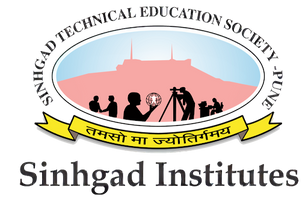 SINHGAD TECHNICAL EDUCATION SOCIETY - PUNE
तमसो मा ज्योतिर्गमय
Sinhgad Institutes